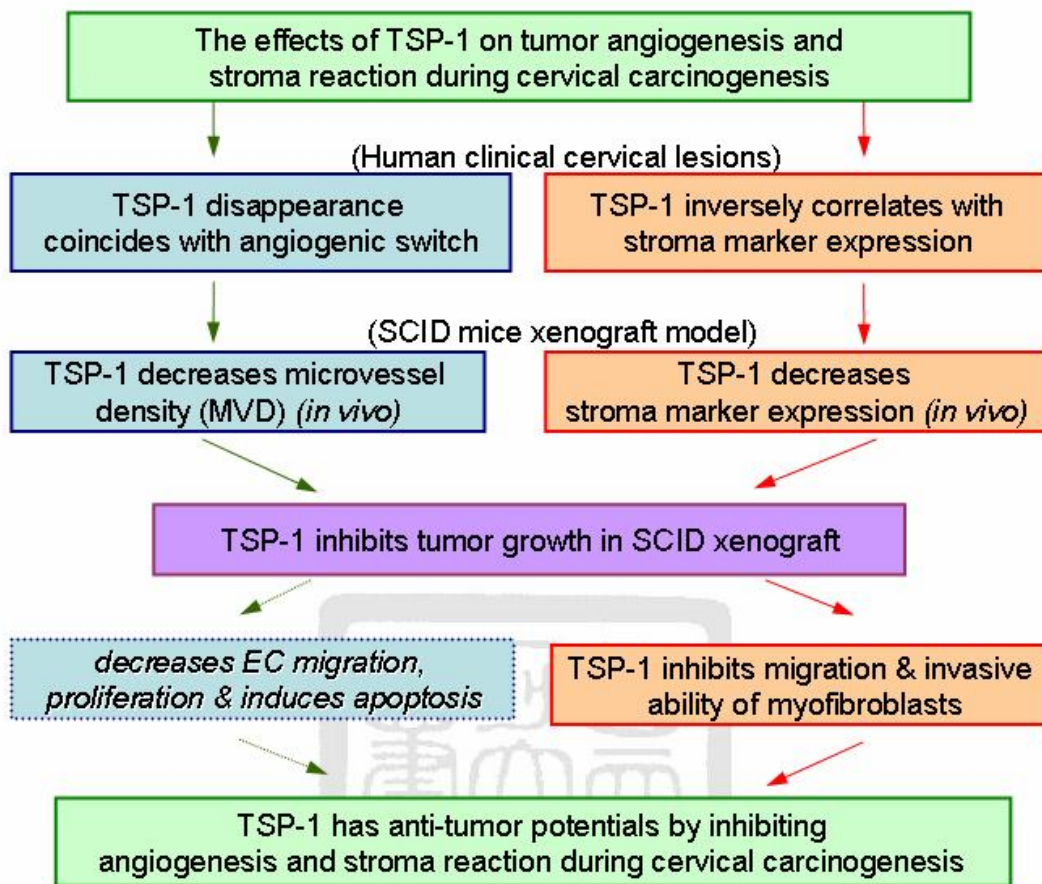 The effects of TSP-1 on tumor angiogenesis and
stroma reaction during cervical carcinogenesis
(Human clinical cervical lesions)
TSP-1 disappearance
coincides with angiogenic switch
TSP-1 inversely correlates with
stroma marker expression
(SCID mice xenograft model)
TSP-1 decreases microvessel
density (MVD) (in vivo)
TSP-1 decreases
stroma marker expression (in vivo)
TSP-1 inhibits tumor growth in SCID xenograft
decreases EC migration,
proliferation & induces apoptosis
TSP-1 inhibits migration & invasive
ability of myofibroblasts
TSP-1 has anti-tumor potentials by inhibiting
angiogenesis and stroma reaction during cervical carcinogenesis